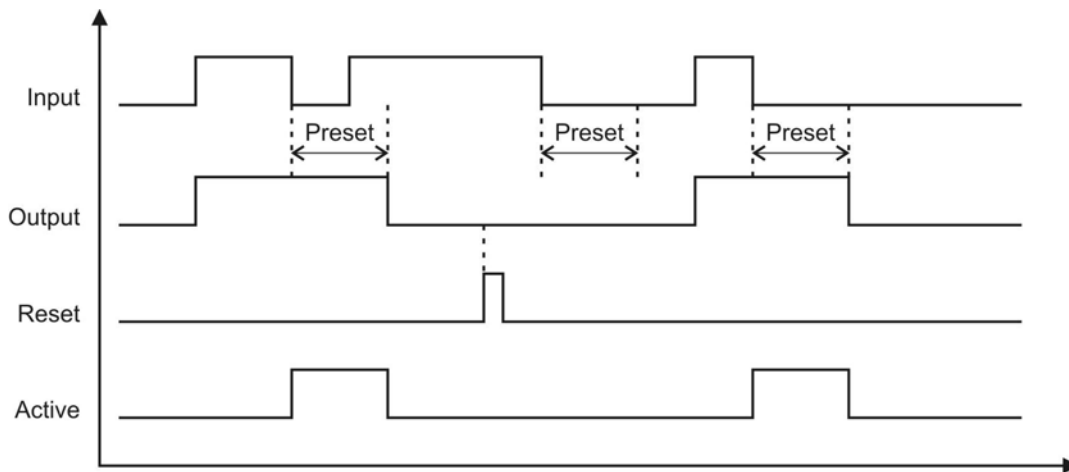 Input
Preset
Preset
Preset
Output
Reset
Active